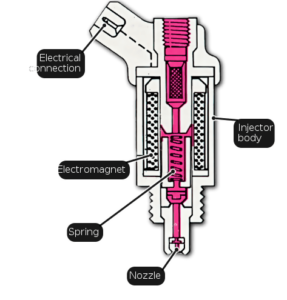 Electrical
connection
Injector
body
Electromagnet
Spring
Nozzle